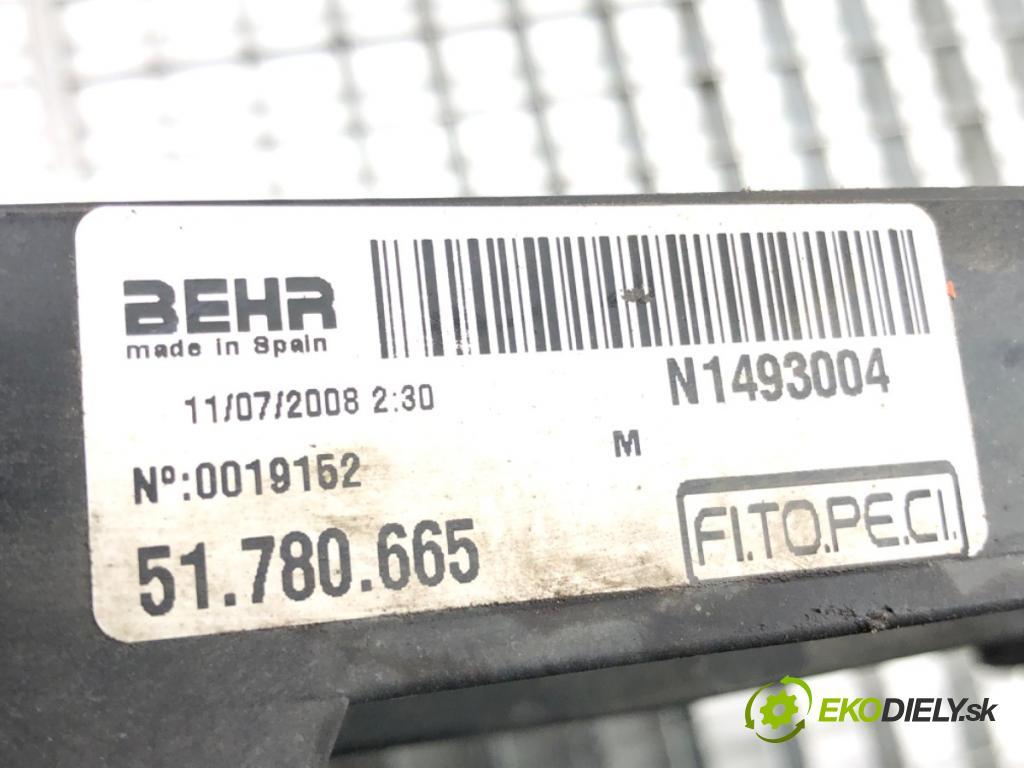 BEHR
made in Spain
11/07/2008 2:30
N1493004
M
Nº:0019152
51.780.665
FI.TO.PE.CI.
EKODIELY.sk